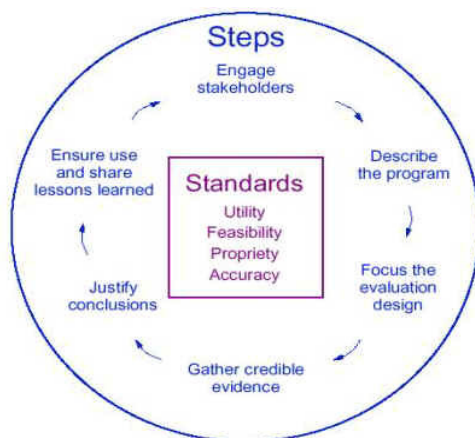 Steps
Engage
stakeholders
Describe
the program
Focus the
evaluation
design
Gather credible
evidence
Justify
conclusions
Ensure use
and share
lessons learned
Standards
Utility
Feasibility
Propriety
Accuracy